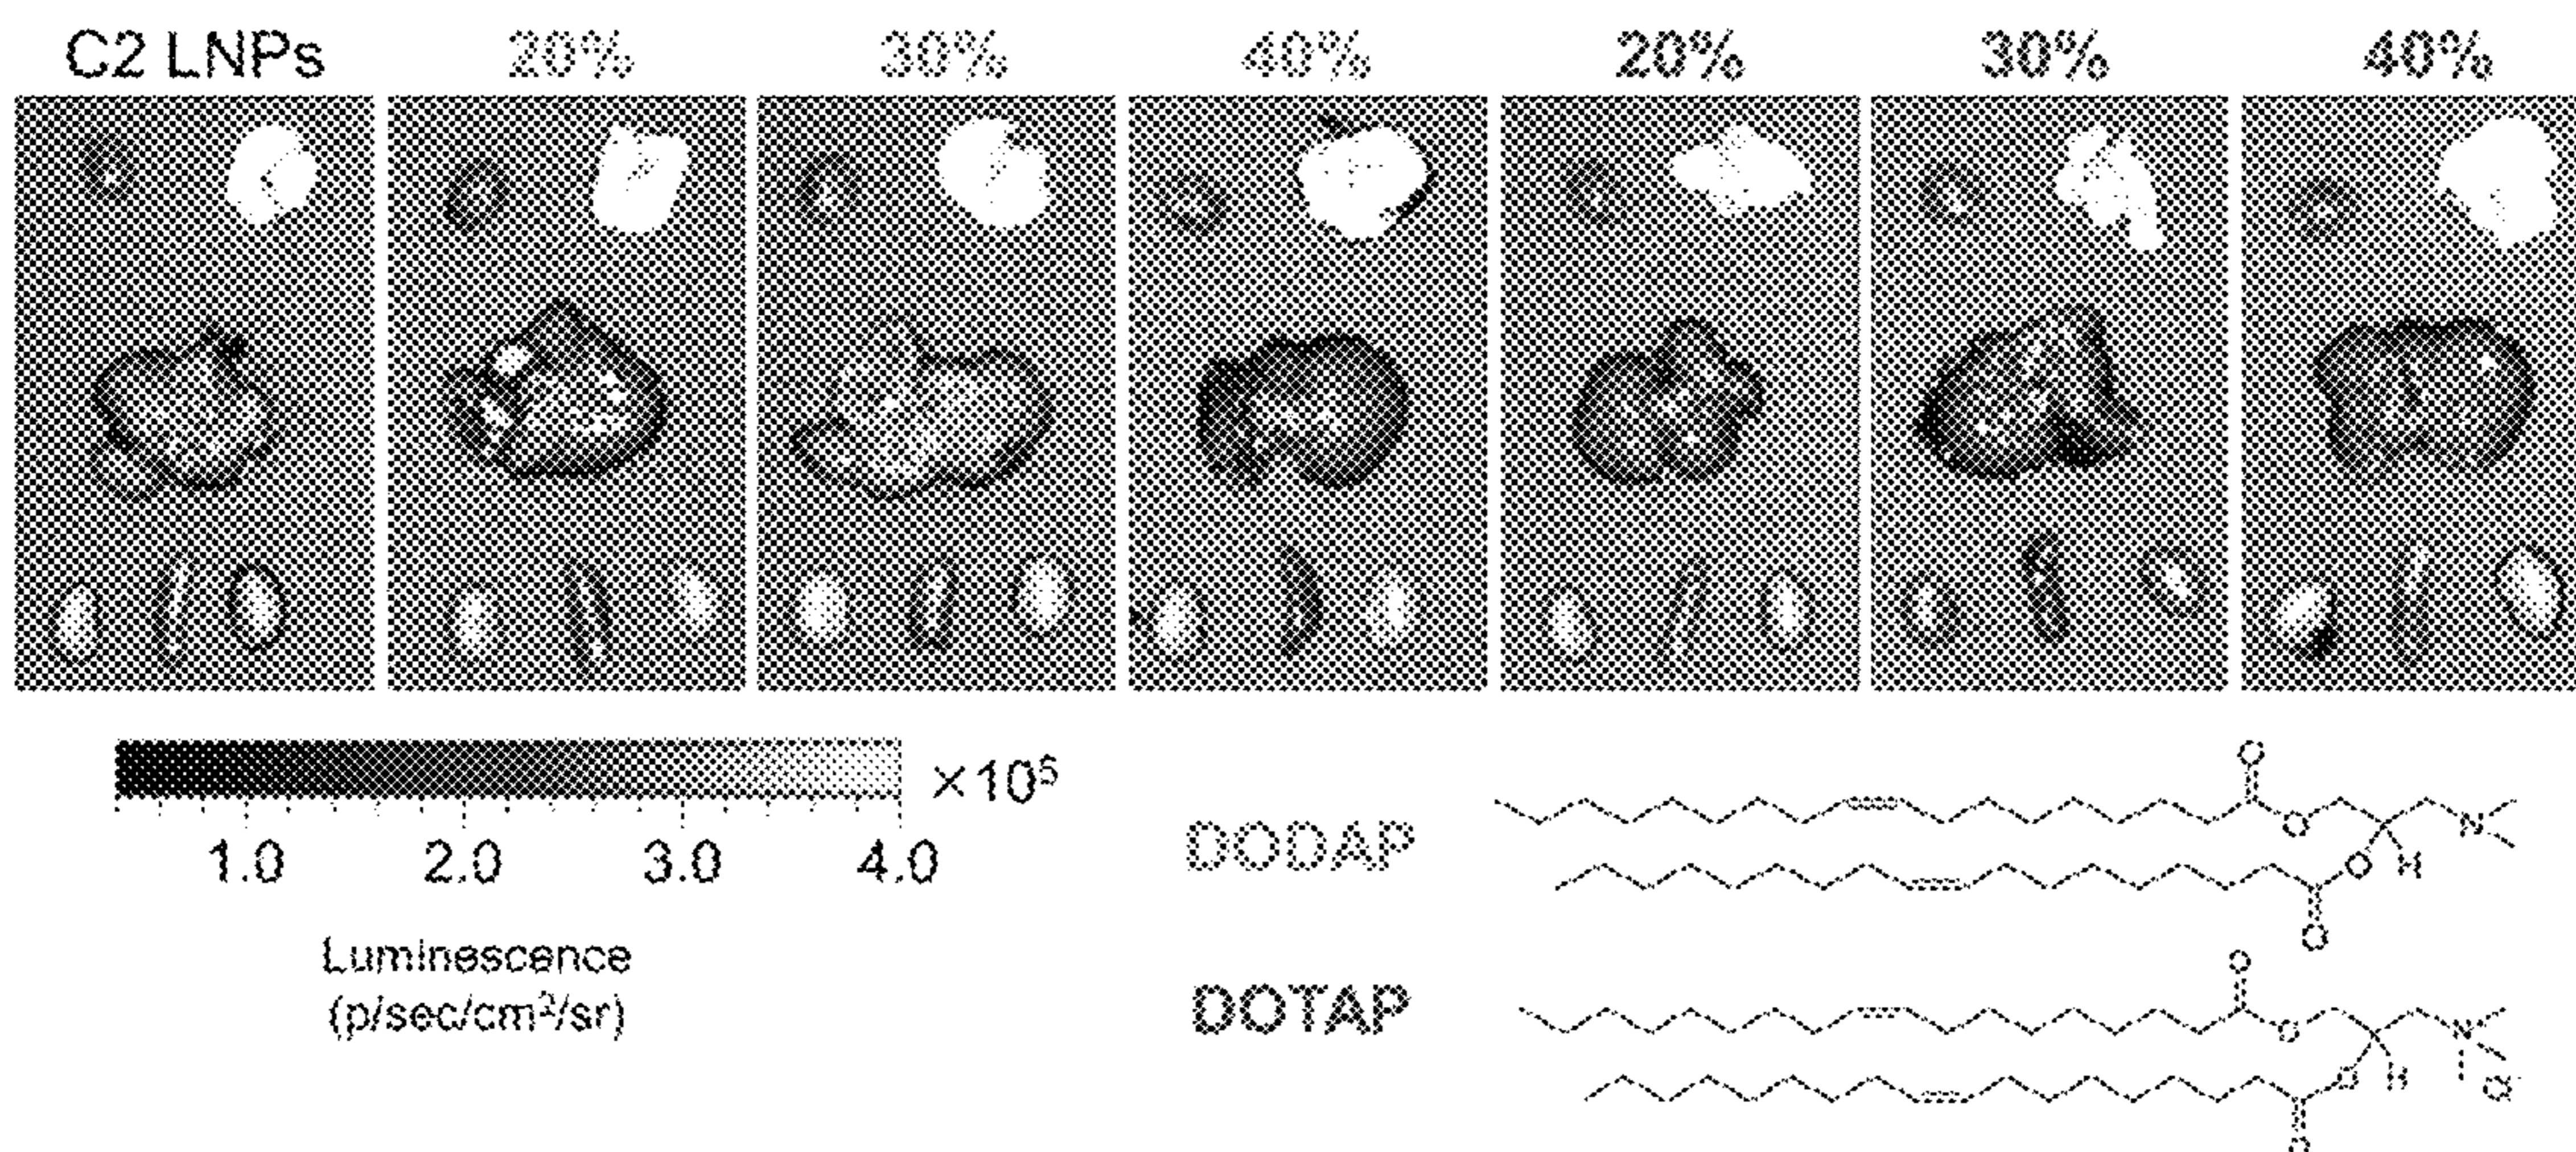 C2 LNPs 20% 30% 40% 20% 30% 40%
×10⁵
1.0 2.0 3.0 4.0
Luminescence
(p/sec/cm²/sr)
DODAP
O
O
N
O
H
O
DOTAP
O
O
N⁺
O
H
Cl⁻
O